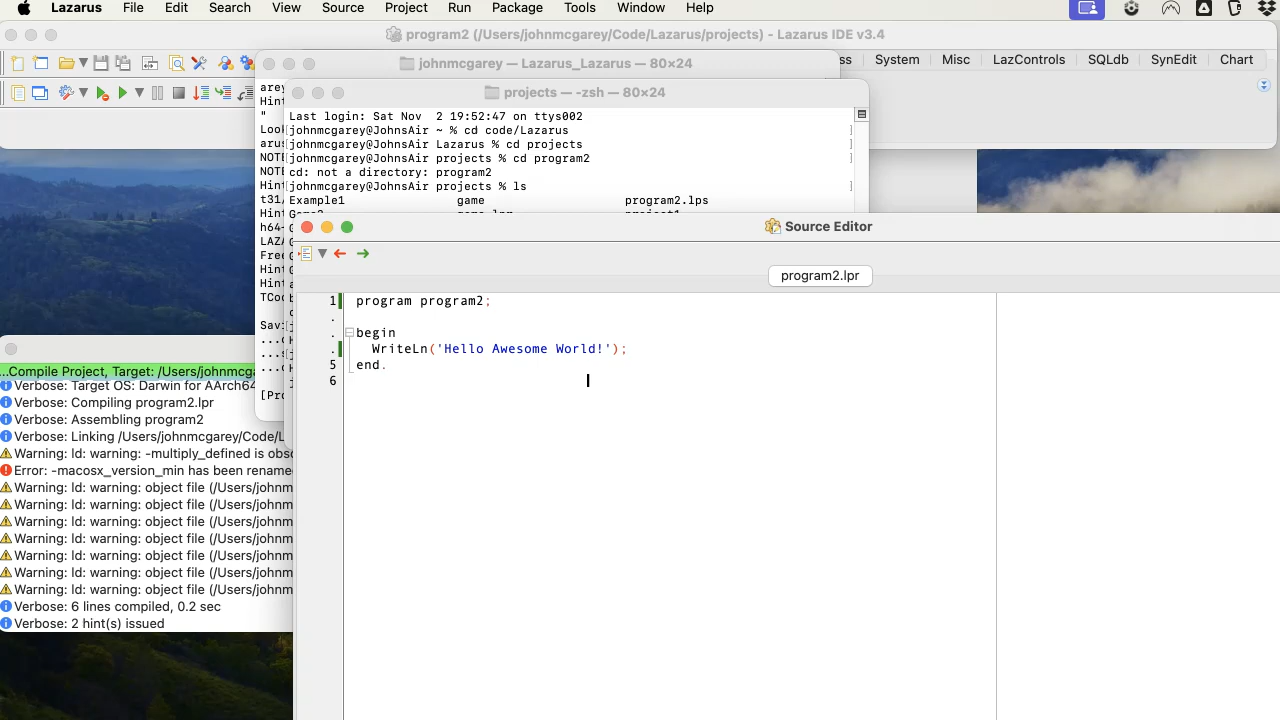 Lazarus File Edit Search View Source Project Run Package Tools Window Help
program2 (/Users/johnmcgarey/Code/Lazarus/projects) - Lazarus IDE v3.4
System Misc LazControls SQLdb SynEdit Chart
johnmcgarey — Lazarus_Lazarus — 80×24
projects — -zsh — 80×24
Last login: Sat Nov  2 19:52:47 on ttys002
[johnmcgarey@JohnsAir ~ % cd code/Lazarus ]
[johnmcgarey@JohnsAir Lazarus % cd projects ]
[johnmcgarey@JohnsAir projects % cd program2 ]
cd: not a directory: program2
[johnmcgarey@JohnsAir projects % ls ]
Example1 game program2.lps
Source Editor
program2.lpr
1 program program2;
.
. begin
. WriteLn('Hello Awesome World!');
5 end.
6
...Compile Project, Target: /Users/johnmcga
Verbose: Target OS: Darwin for AArch64
Verbose: Compiling program2.lpr
Verbose: Assembling program2
Verbose: Linking /Users/johnmcgarey/Code/L
Warning: ld: warning: -multiply_defined is obso
Error: -macosx_version_min has been rename
Warning: ld: warning: object file (/Users/johnm
Warning: ld: warning: object file (/Users/johnm
Warning: ld: warning: object file (/Users/johnm
Warning: ld: warning: object file (/Users/johnm
Warning: ld: warning: object file (/Users/johnm
Warning: ld: warning: object file (/Users/johnm
Warning: ld: warning: object file (/Users/johnm
Verbose: 6 lines compiled, 0.2 sec
Verbose: 2 hint(s) issued